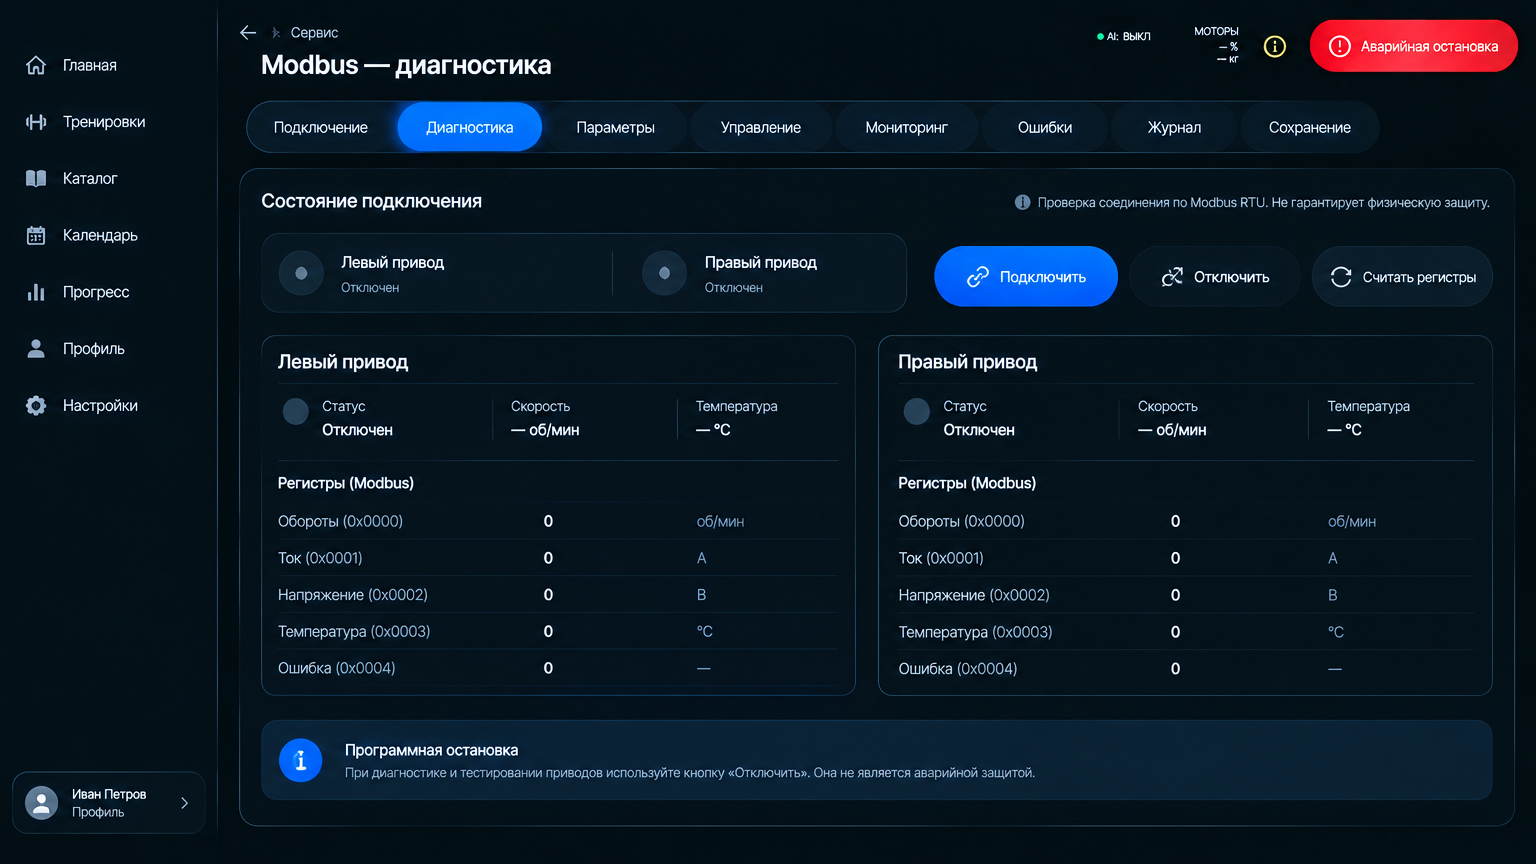 Главная
Тренировки
Каталог
Календарь
Прогресс
Профиль
Настройки
Иван Петров
Профиль
Сервис
Modbus — диагностика
AI: ВЫКЛ
МОТОРЫ
— %
— кг
Аварийная остановка
Подключение
Диагностика
Параметры
Управление
Мониторинг
Ошибки
Журнал
Сохранение
Состояние подключения
Проверка соединения по Modbus RTU. Не гарантирует физическую защиту.
Левый привод
Отключен
Правый привод
Отключен
Подключить
Отключить
Считать регистры
Левый привод
Статус
Отключен
Скорость
— об/мин
Температура
— °C
Регистры (Modbus)
Обороты (0x0000) 0 об/мин
Ток (0x0001) 0 А
Напряжение (0x0002) 0 В
Температура (0x0003) 0 °C
Ошибка (0x0004) 0 —
Правый привод
Статус
Отключен
Скорость
— об/мин
Температура
— °C
Регистры (Modbus)
Обороты (0x0000) 0 об/мин
Ток (0x0001) 0 А
Напряжение (0x0002) 0 В
Температура (0x0003) 0 °C
Ошибка (0x0004) 0 —
Программная остановка
При диагностике и тестировании приводов используйте кнопку «Отключить». Она не является аварийной защитой.